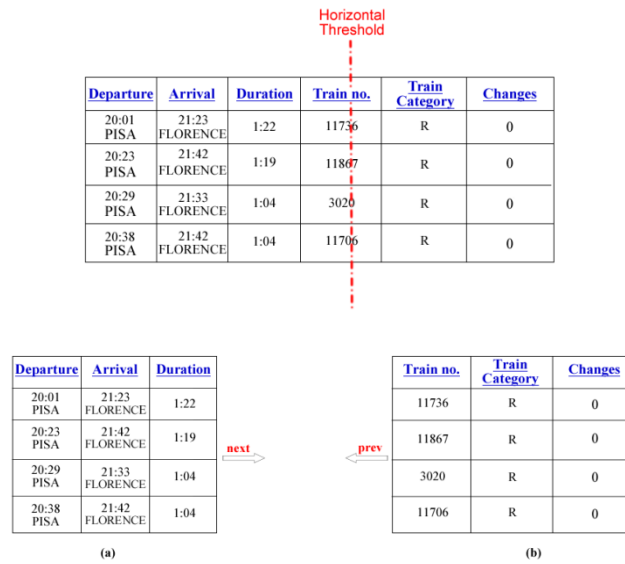 Horizontal
Threshold
Departure Arrival Duration Train no. Train Category Changes
20:01 PISA 21:23 FLORENCE 1:22 11736 R 0
20:23 PISA 21:42 FLORENCE 1:19 11867 R 0
20:29 PISA 21:33 FLORENCE 1:04 3020 R 0
20:38 PISA 21:42 FLORENCE 1:04 11706 R 0
Departure Arrival Duration
20:01 PISA 21:23 FLORENCE 1:22
20:23 PISA 21:42 FLORENCE 1:19
20:29 PISA 21:33 FLORENCE 1:04
20:38 PISA 21:42 FLORENCE 1:04
next
(a)
prev
Train no. Train Category Changes
11736 R 0
11867 R 0
3020 R 0
11706 R 0
(b)